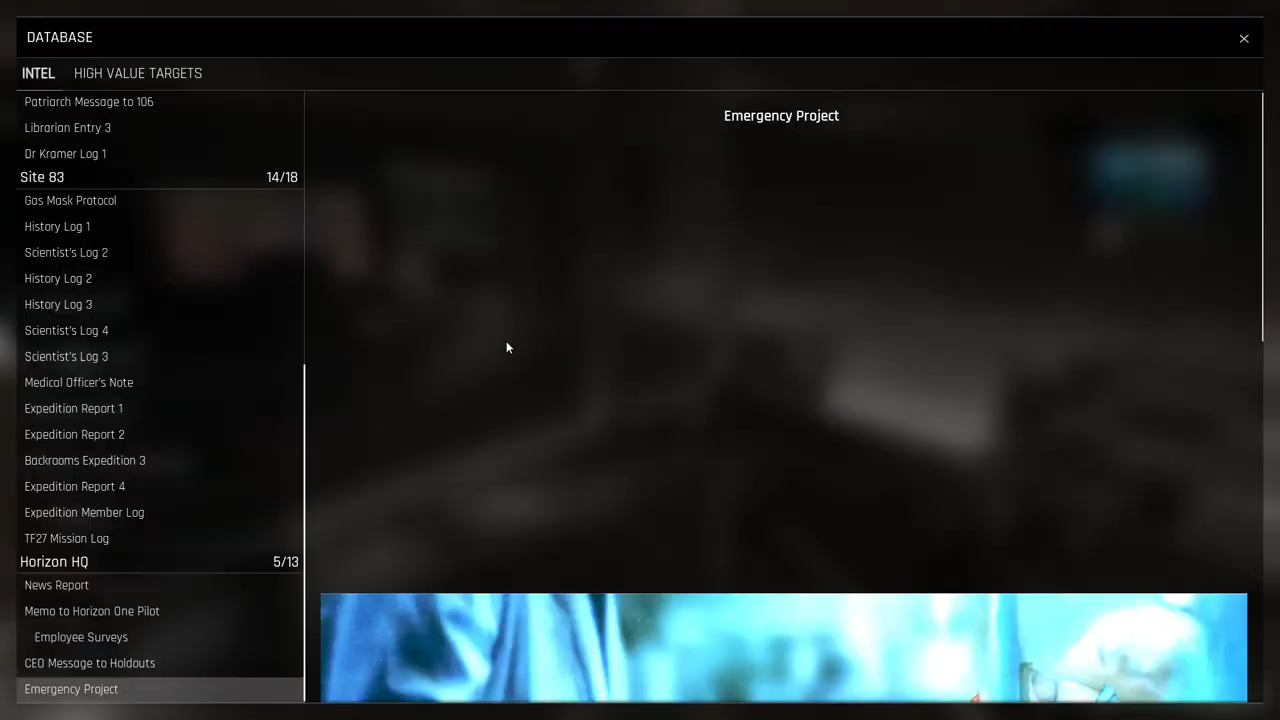 DATABASE
INTEL HIGH VALUE TARGETS
Patriarch Message to 106
Librarian Entry 3
Dr Kramer Log 1
Site 83 14/18
Gas Mask Protocol
History Log 1
Scientist's Log 2
History Log 2
History Log 3
Scientist's Log 4
Scientist's Log 3
Medical Officer's Note
Expedition Report 1
Expedition Report 2
Backrooms Expedition 3
Expedition Report 4
Expedition Member Log
TF27 Mission Log
Horizon HQ 5/13
News Report
Memo to Horizon One Pilot
Employee Surveys
CEO Message to Holdouts
Emergency Project
Emergency Project